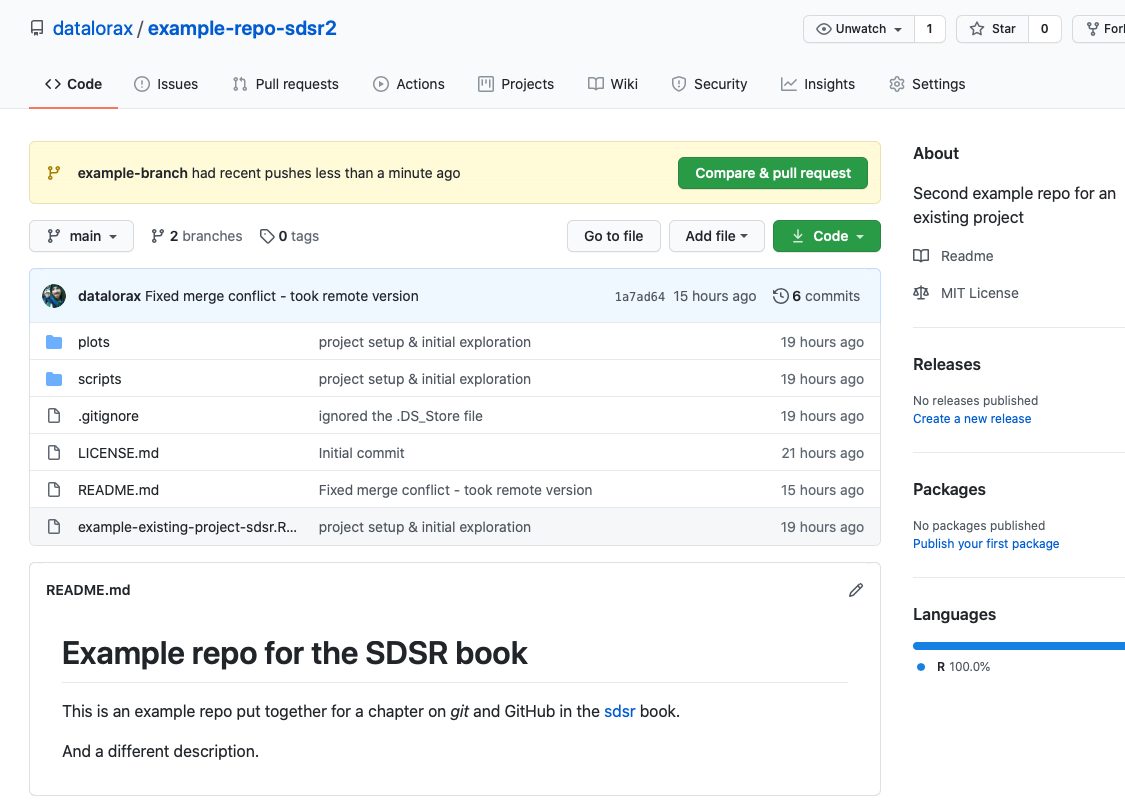 datalorax / example-repo-sdsr2
Unwatch 1 Star 0 Fork
Code Issues Pull requests Actions Projects Wiki Security Insights Settings
example-branch had recent pushes less than a minute ago Compare & pull request
main 2 branches 0 tags Go to file Add file Code
datalorax Fixed merge conflict - took remote version 1a7ad64 15 hours ago 6 commits
plots project setup & initial exploration 19 hours ago
scripts project setup & initial exploration 19 hours ago
.gitignore ignored the .DS_Store file 19 hours ago
LICENSE.md Initial commit 21 hours ago
README.md Fixed merge conflict - took remote version 15 hours ago
example-existing-project-sdsr.R... project setup & initial exploration 19 hours ago
README.md
Example repo for the SDSR book
This is an example repo put together for a chapter on git and GitHub in the sdsr book.
And a different description.
About
Second example repo for an
existing project
Readme
MIT License
Releases
No releases published
Create a new release
Packages
No packages published
Publish your first package
Languages
R 100.0%